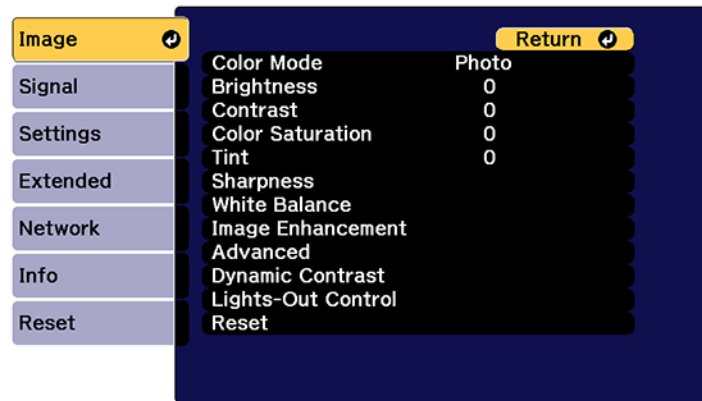 Image
Signal
Settings
Extended
Network
Info
Reset
Return
Color Mode Photo
Brightness 0
Contrast 0
Color Saturation 0
Tint 0
Sharpness
White Balance
Image Enhancement
Advanced
Dynamic Contrast
Lights-Out Control
Reset